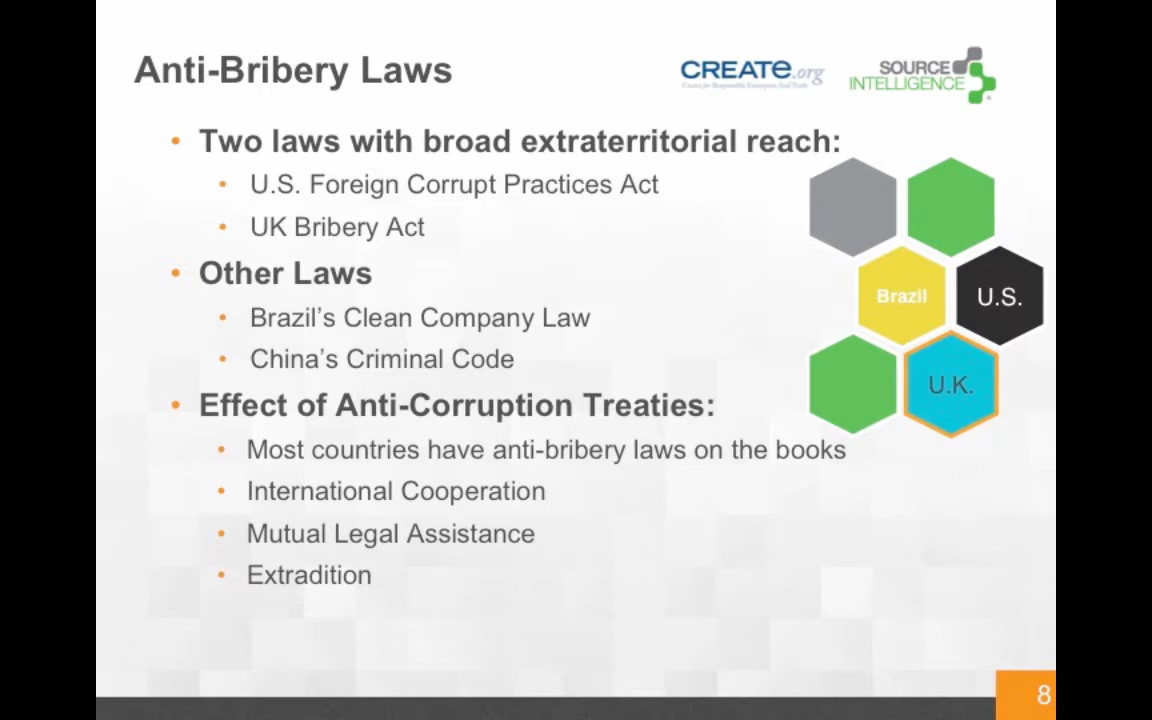 Anti-Bribery Laws
CREATE.org
SOURCE
INTELLIGENCE
• Two laws with broad extraterritorial reach:
• U.S. Foreign Corrupt Practices Act
• UK Bribery Act
• Other Laws
• Brazil’s Clean Company Law
• China’s Criminal Code
• Effect of Anti-Corruption Treaties:
• Most countries have anti-bribery laws on the books
• International Cooperation
• Mutual Legal Assistance
• Extradition
Brazil
U.S.
U.K.
8